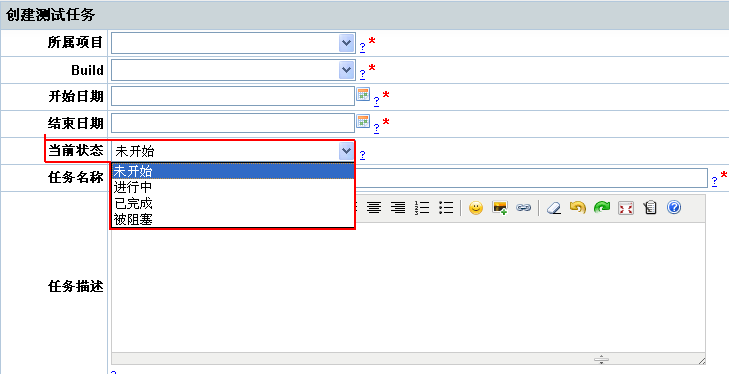 创建测试任务
所属项目 ? *
Build ? *
开始日期 ? *
结束日期 ? *
当前状态 未开始 ?
未开始
进行中
已完成
被阻塞
任务名称 ? *
任务描述